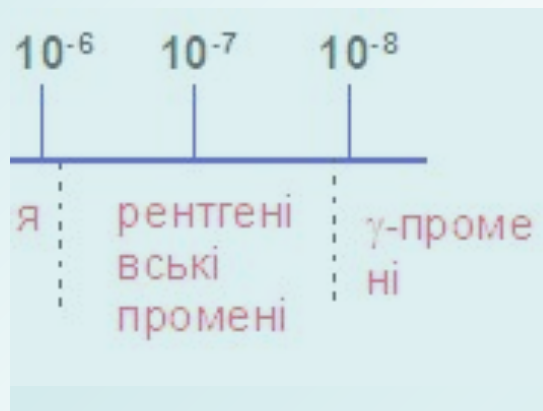 10⁻⁶ 10⁻⁷ 10⁻⁸
я рентгені γ-проме
вські ні
промені